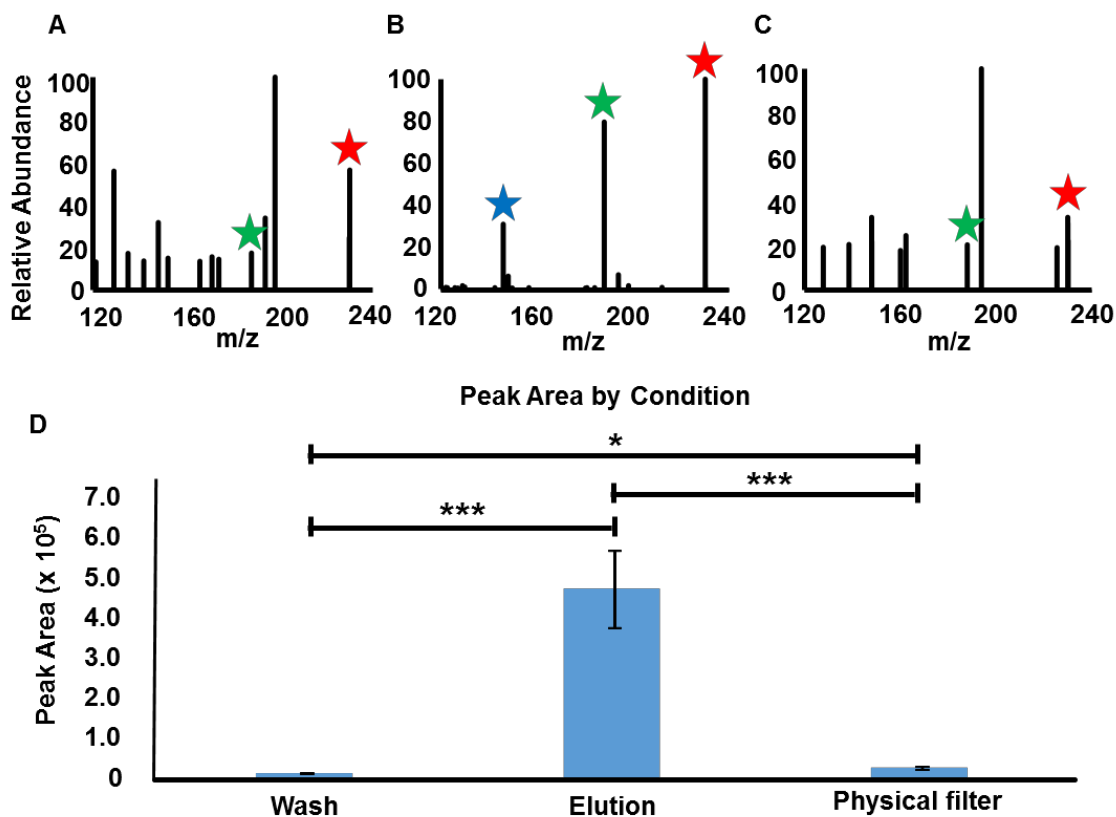 A
B
C
Relative Abundance
100
80
60
40
20
0
120 160 200 240
m/z
100
80
60
40
20
0
120 160 200 240
m/z
100
80
60
40
20
0
120 160 200 240
m/z
Peak Area by Condition
D
*
***
***
Peak Area (x 10⁵)
7.0
6.0
5.0
4.0
3.0
2.0
1.0
0
Wash Elution Physical filter